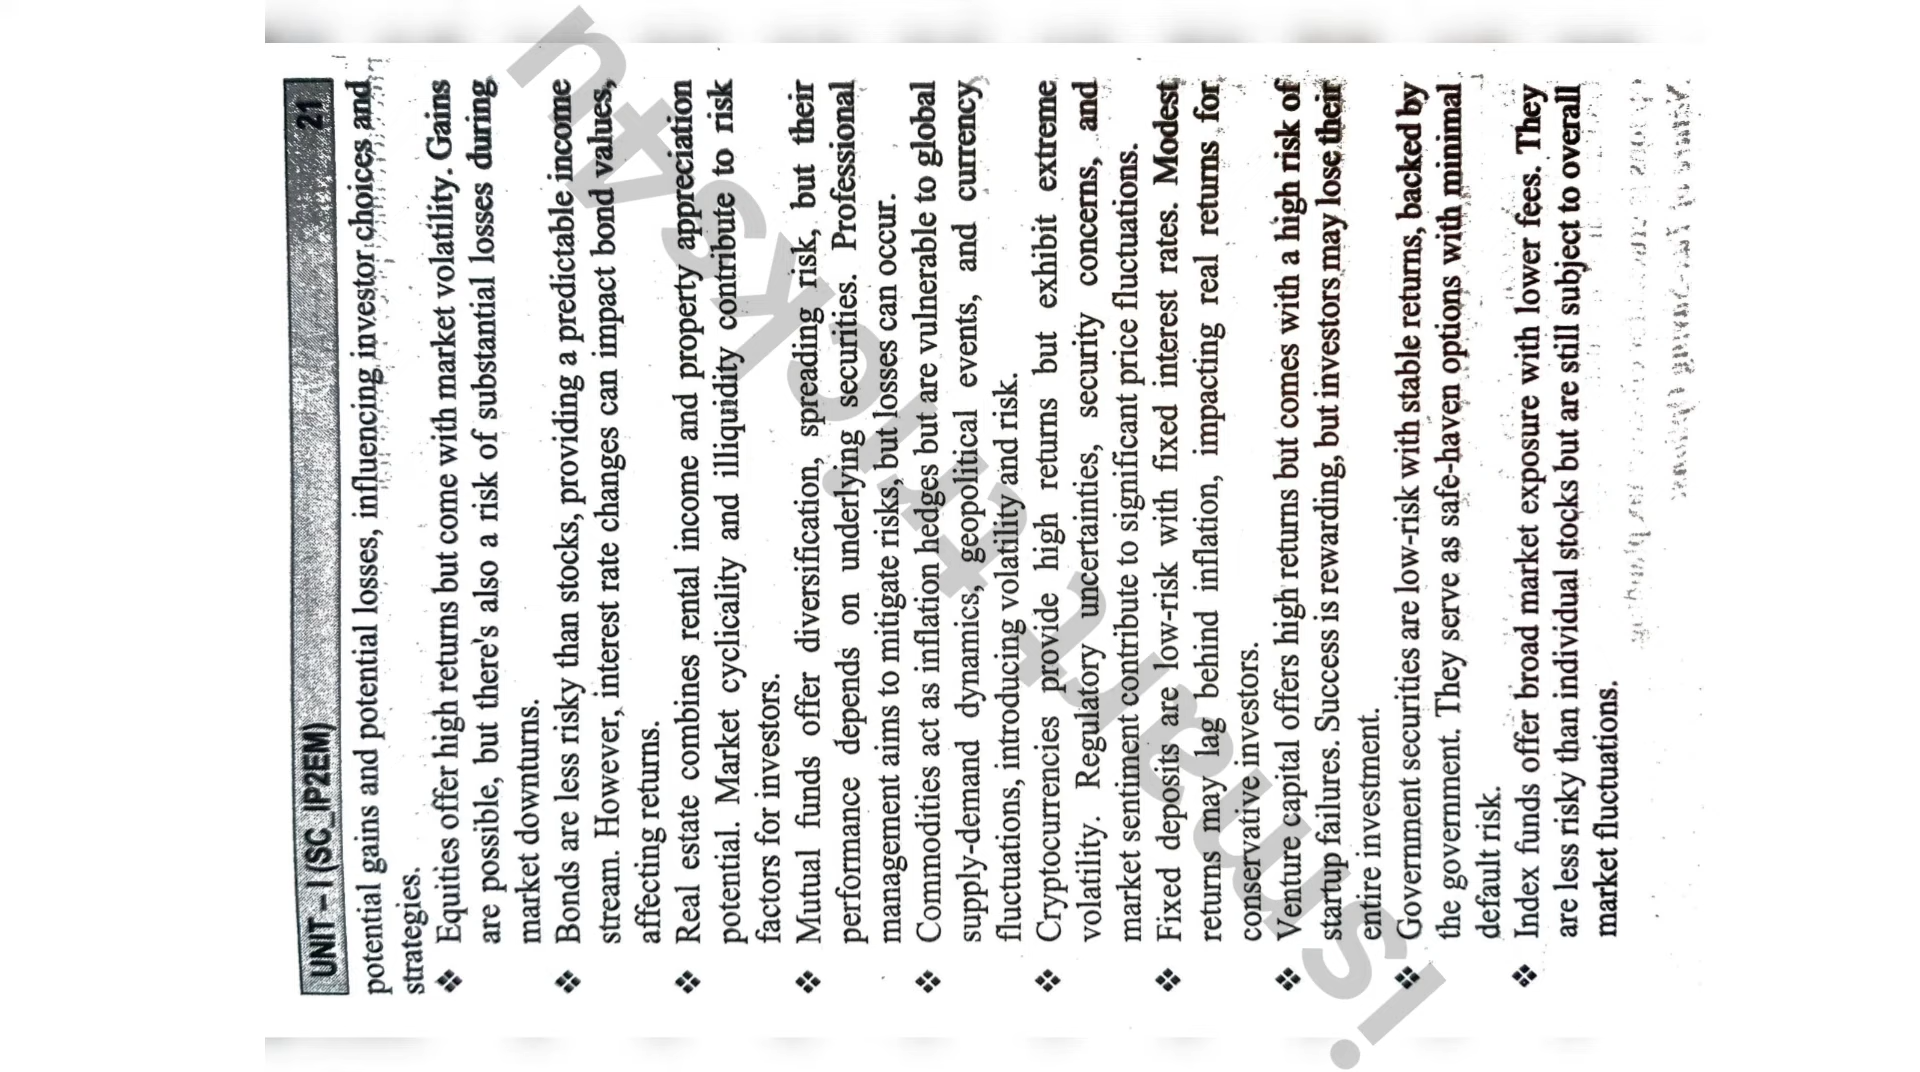 UNIT – I (SC_IP2EM) 21
potential gains and potential losses, influencing investor choices and
strategies.
❖ Equities offer high returns but come with market volatility. Gains
are possible, but there's also a risk of substantial losses during
market downturns.
❖ Bonds are less risky than stocks, providing a predictable income
stream. However, interest rate changes can impact bond values,
affecting returns.
❖ Real estate combines rental income and property appreciation
potential. Market cyclicality and illiquidity contribute to risk
factors for investors.
❖ Mutual funds offer diversification, spreading risk, but their
performance depends on underlying securities. Professional
management aims to mitigate risks, but losses can occur.
❖ Commodities act as inflation hedges but are vulnerable to global
supply-demand dynamics, geopolitical events, and currency
fluctuations, introducing volatility and risk.
❖ Cryptocurrencies provide high returns but exhibit extreme
volatility. Regulatory uncertainties, security concerns, and
market sentiment contribute to significant price fluctuations.
❖ Fixed deposits are low-risk with fixed interest rates. Modest
returns may lag behind inflation, impacting real returns for
conservative investors.
❖ Venture capital offers high returns but comes with a high risk of
startup failures. Success is rewarding, but investors may lose their
entire investment.
❖ Government securities are low-risk with stable returns, backed by
the government. They serve as safe-haven options with minimal
default risk.
❖ Index funds offer broad market exposure with lower fees. They
are less risky than individual stocks but are still subject to overall
market fluctuations.